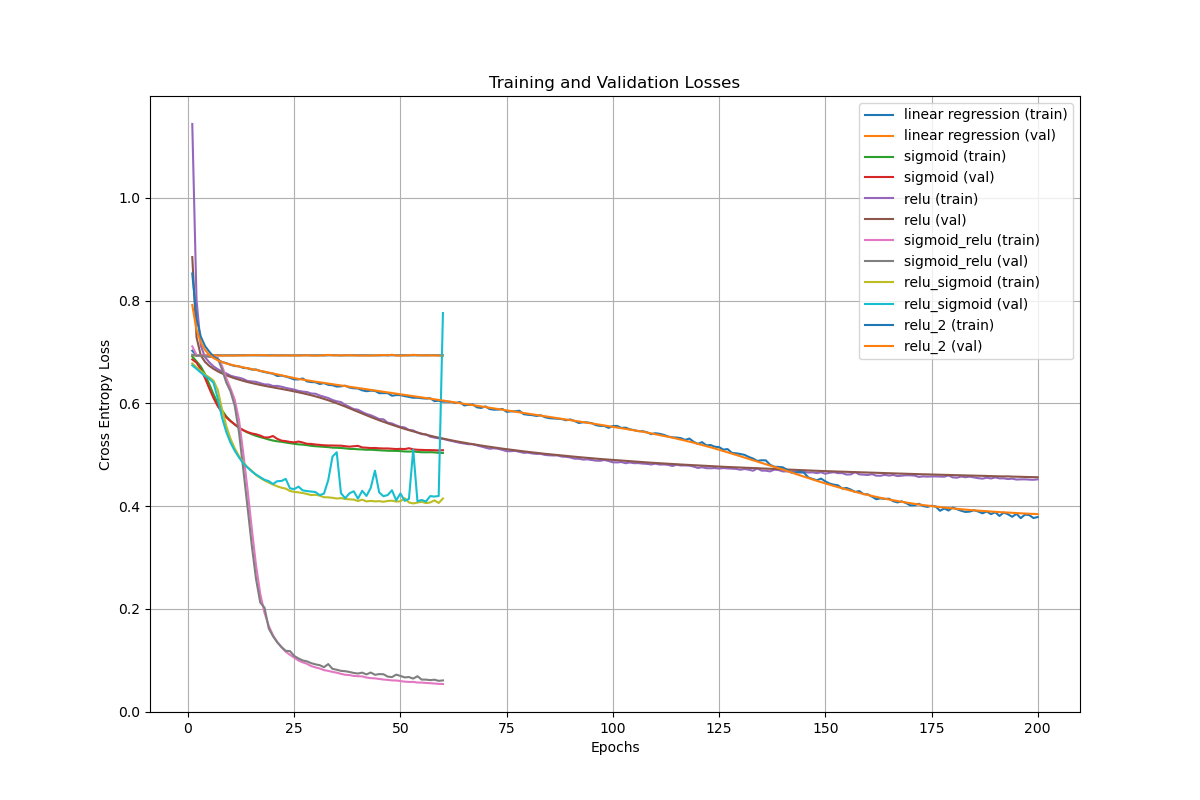 Training and Validation Losses
linear regression (train)
linear regression (val)
sigmoid (train)
sigmoid (val)
relu (train)
relu (val)
sigmoid_relu (train)
sigmoid_relu (val)
relu_sigmoid (train)
relu_sigmoid (val)
relu_2 (train)
relu_2 (val)
Cross Entropy Loss
1.0
0.8
0.6
0.4
0.2
0.0
0 25 50 75 100 125 150 175 200
Epochs